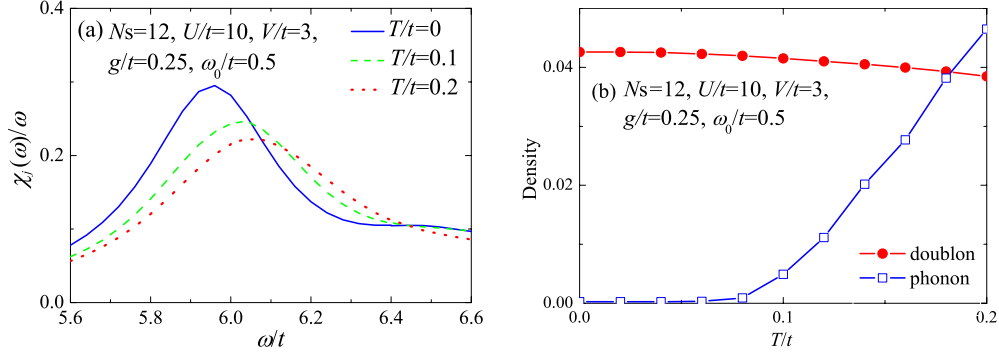 (a) Ns=12, U/t=10, V/t=3,
g/t=0.25, ω₀/t=0.5
T/t=0
T/t=0.1
T/t=0.2
0.4
0.2
0.0
χⱼ(ω)/ω
5.6 5.8 6.0 6.2 6.4 6.6
ω/t
(b) Ns=12, U/t=10, V/t=3,
g/t=0.25, ω₀/t=0.5
doublon
phonon
0.04
0.02
0.00
Density
0.0 0.1 0.2
T/t